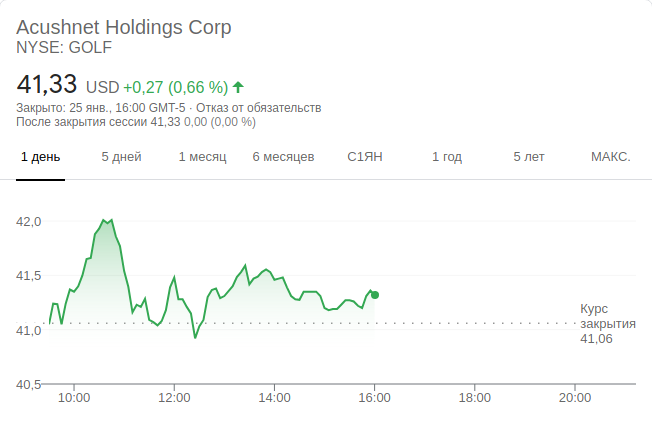 Acushnet Holdings Corp
NYSE: GOLF
41,33 USD +0,27 (0,66 %)
Закрыто: 25 янв., 16:00 GMT-5 · Отказ от обязательств
После закрытия сессии 41,33 0,00 (0,00 %)
1 день 5 дней 1 месяц 6 месяцев С1ЯН 1 год 5 лет МАКС.
42,0
41,5
41,0
40,5
Курс
закрытия
41,06
10:00 12:00 14:00 16:00 18:00 20:00